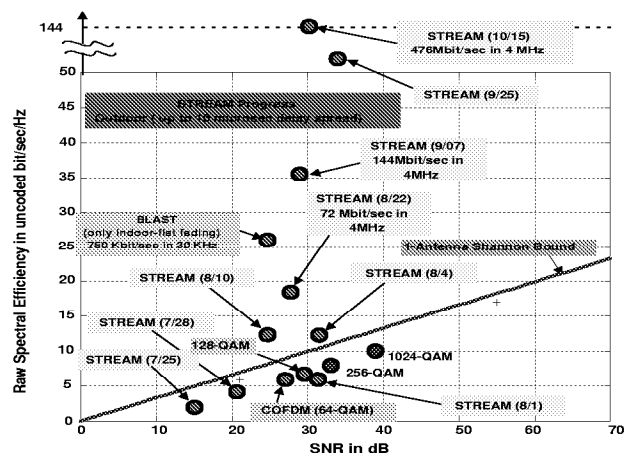 144
STREAM (10/15)
476Mbit/sec in 4 MHz
50
STREAM (9/25)
45
STREAM Progress
Outdoor (up to 10 microsen delay spread)
40
STREAM (9/07)
144Mbit/sec in
4MHz
35
STREAM (8/22)
72 Mbit/sec in
4MHz
30
BLAST
(only indoor-flat fading)
750 Kbit/sec in 30 KHz
25
1-Antenna Shannon Bound
STREAM (8/10)
STREAM (8/4)
20
15
STREAM (7/28)
128-QAM
10
STREAM (7/25)
1024-QAM
256-QAM
5
COFDM (64-QAM)
STREAM (8/1)
0
0 10 20 30 40 50 60 70
SNR in dB
Raw Spectral Efficiency in uncoded bit/sec/Hz